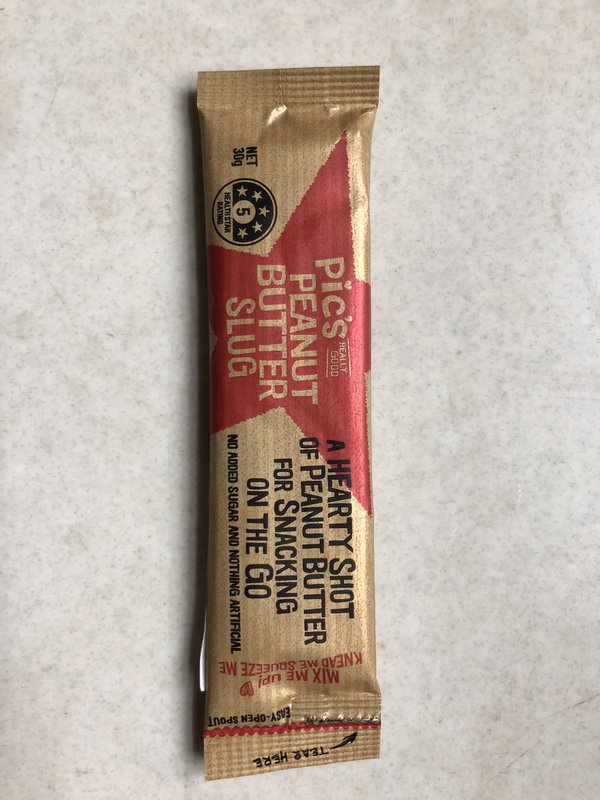 NET
30g
5
HEALTH STAR
RATING
PiC'S
REALLY
GOOD
PEANUT
BUTTER
SLUG
A HEARTY SHOT
OF PEANUT BUTTER
FOR SNACKING
ON THE GO
NO ADDED SUGAR AND NOTHING ARTIFICIAL
MIX ME UP!
KNEAD ME SQUEEZE ME
EASY-OPEN SPOUT
TEAR HERE